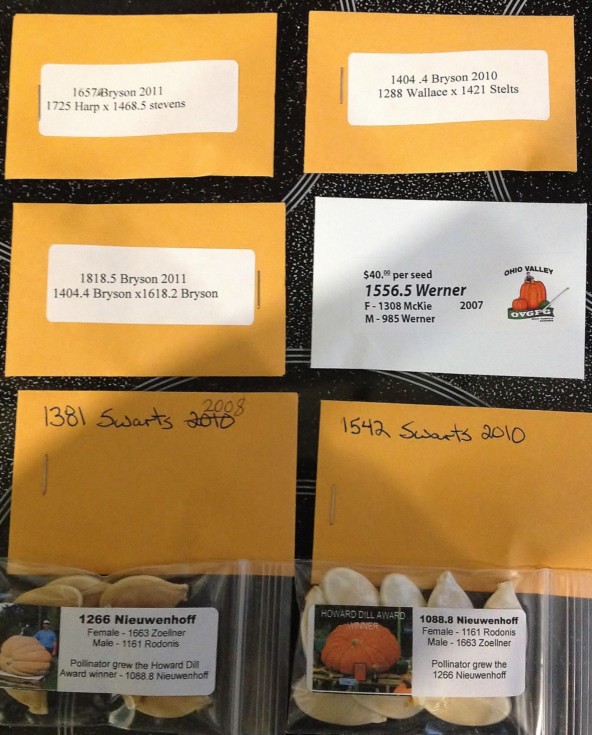 1657 Bryson 2011
1725 Harp x 1468.5 stevens
1404 .4 Bryson 2010
1288 Wallace x 1421 Stelts
1818.5 Bryson 2011
1404.4 Bryson x1618.2 Bryson
$40.00 per seed
1556.5 Werner
F - 1308 McKie 2007
M - 985 Werner
OHIO VALLEY
OVGPG
1381 Swarts 2010 2008
1542 Swarts 2010
1266 Nieuwenhoff
Female - 1663 Zoellner
Male - 1161 Rodonis
Pollinator grew the Howard Dill
Award winner - 1088.8 Nieuwenhoff
HOWARD DILL AWARD
WINNER
1088.8 Nieuwenhoff
Female - 1161 Rodonis
Male - 1663 Zoellner
Pollinator grew the
1266 Nieuwenhoff